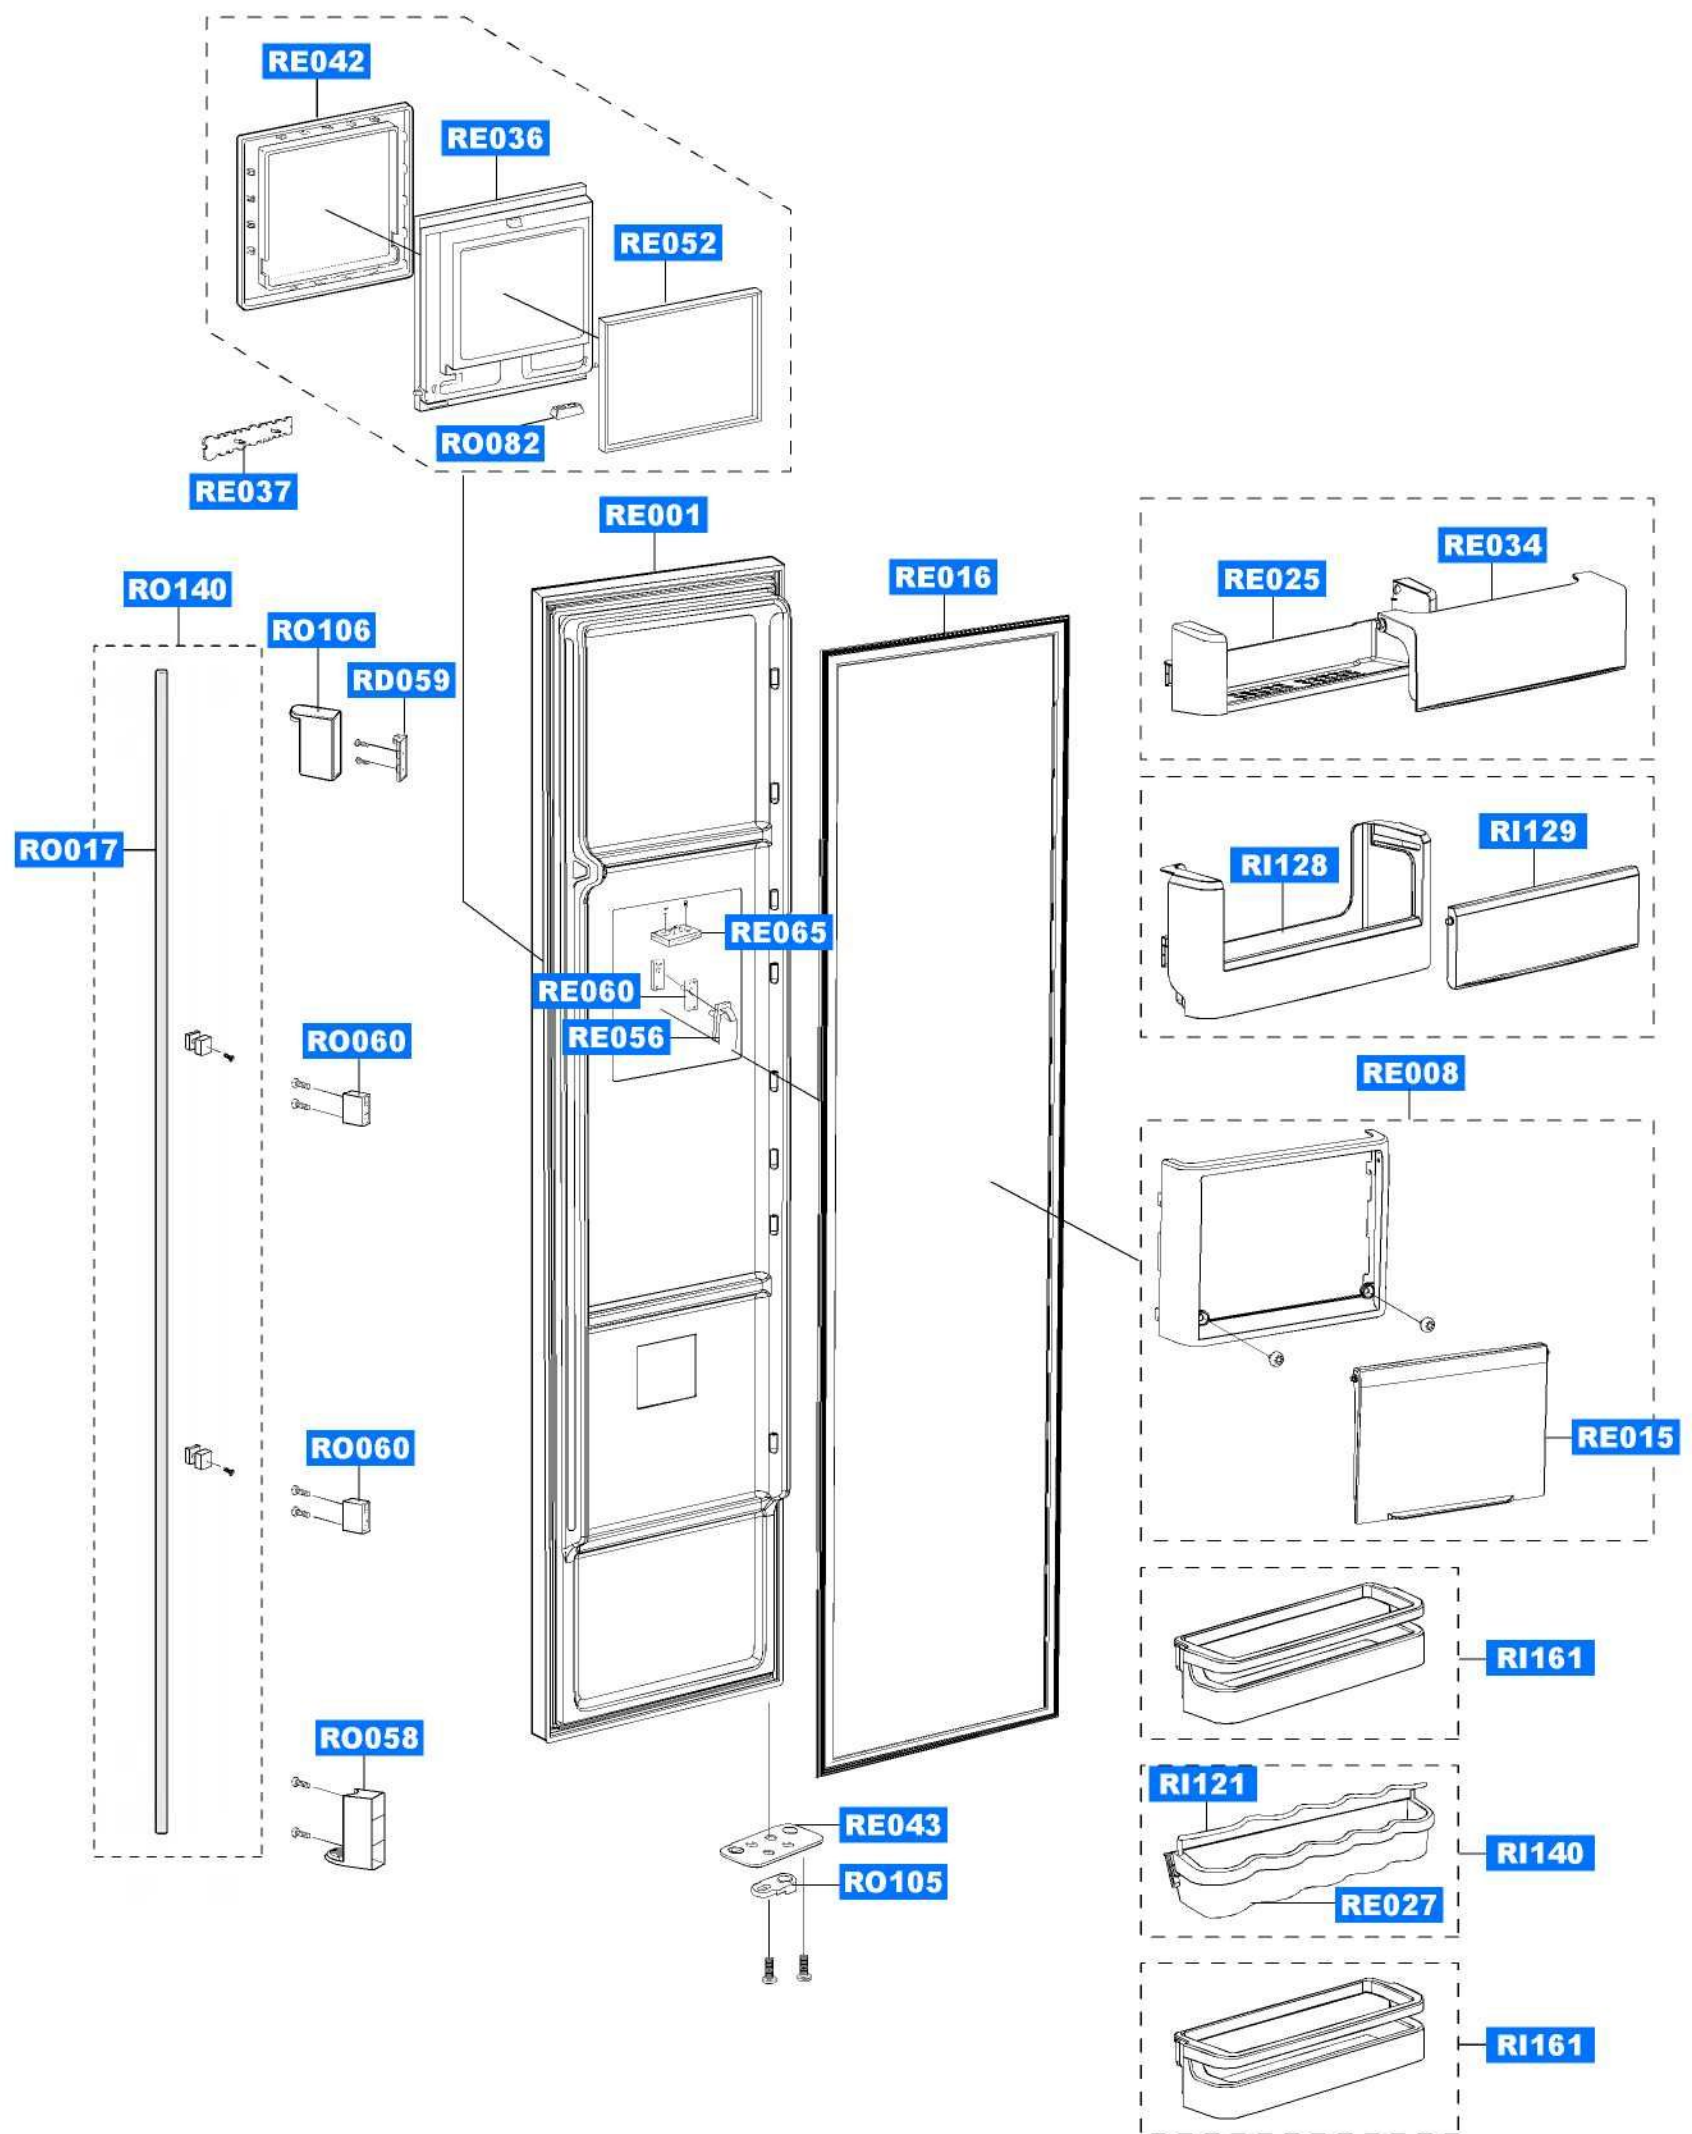 RE042
RE036
RE052
RO082
RE037
RE001
RE034
RE016
RE025
RO140
RO106
RD059
RO017
RI129
RI128
RE065
RE060
RE056
RO060
RE008
RE015
RO060
RI161
RO058
RI121
RE043
RI140
RO105
RE027
RI161